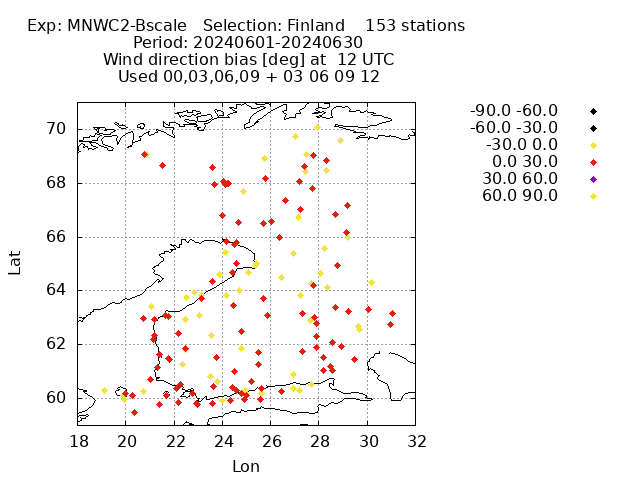 Exp: MNWC2-Bscale   Selection: Finland    153 stations
Period: 20240601-20240630
Wind direction bias [deg] at  12 UTC
Used 00,03,06,09 + 03 06 09 12
-90.0 -60.0
-60.0 -30.0
-30.0 0.0
0.0 30.0
30.0 60.0
60.0 90.0
70
68
66
64
62
60
Lat
18 20 22 24 26 28 30 32
Lon